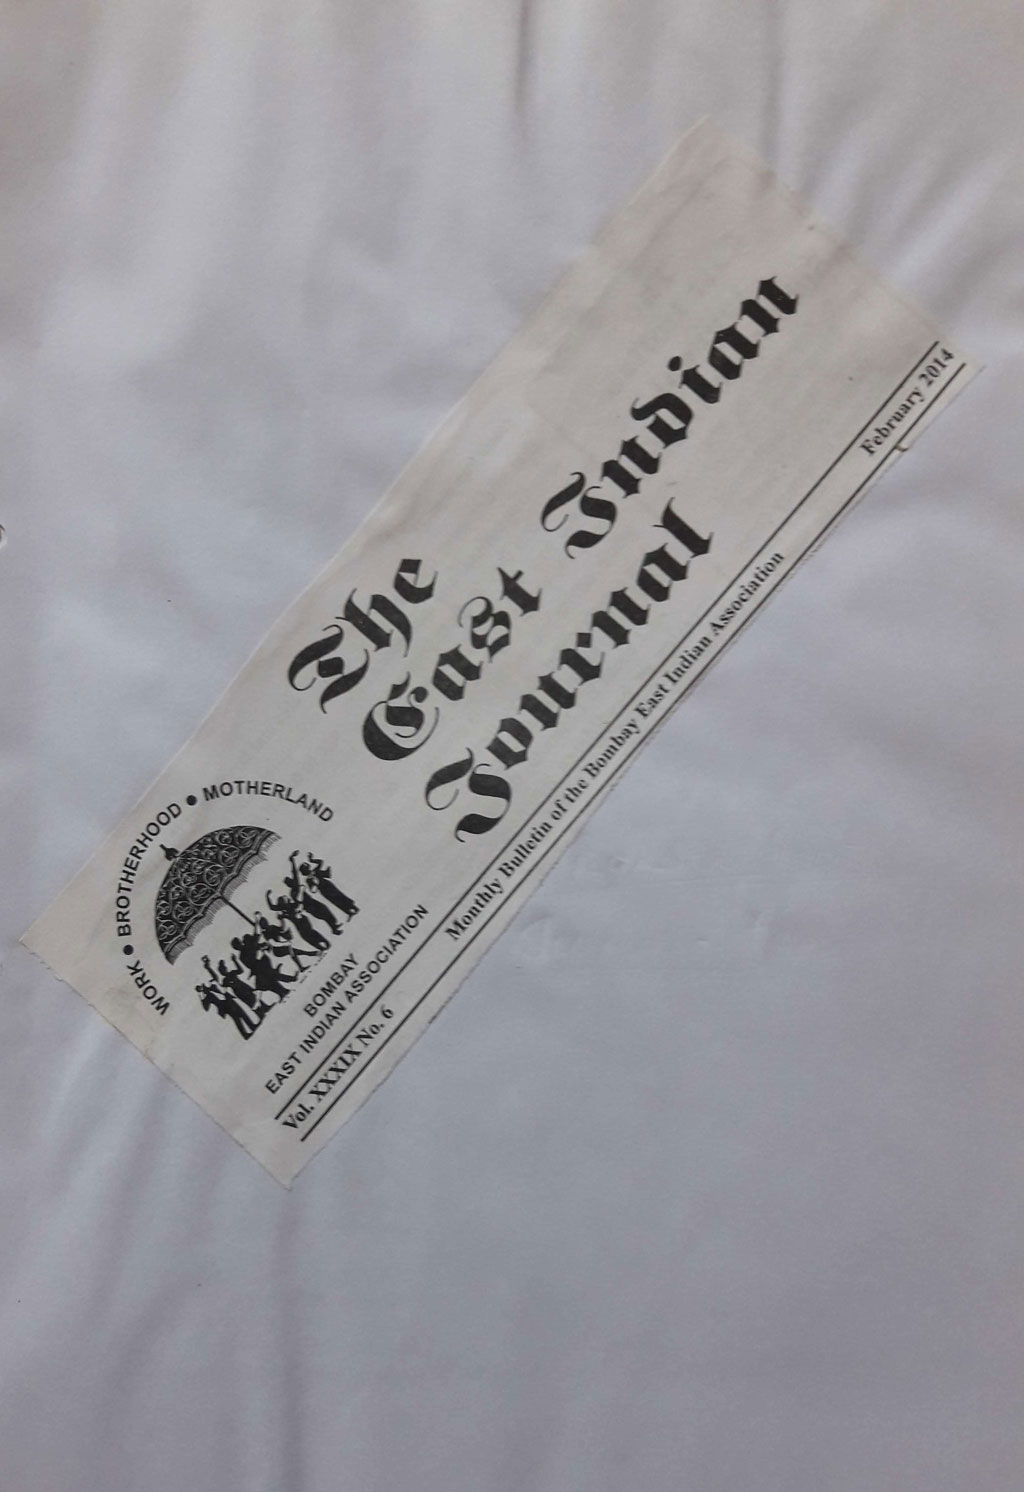 WORK ● BROTHERHOOD ● MOTHERLAND
BOMBAY
EAST INDIAN ASSOCIATION
The
East Indian
Journal
Vol. XXXIX No. 6 Monthly Bulletin of the Bombay East Indian Association February 2014